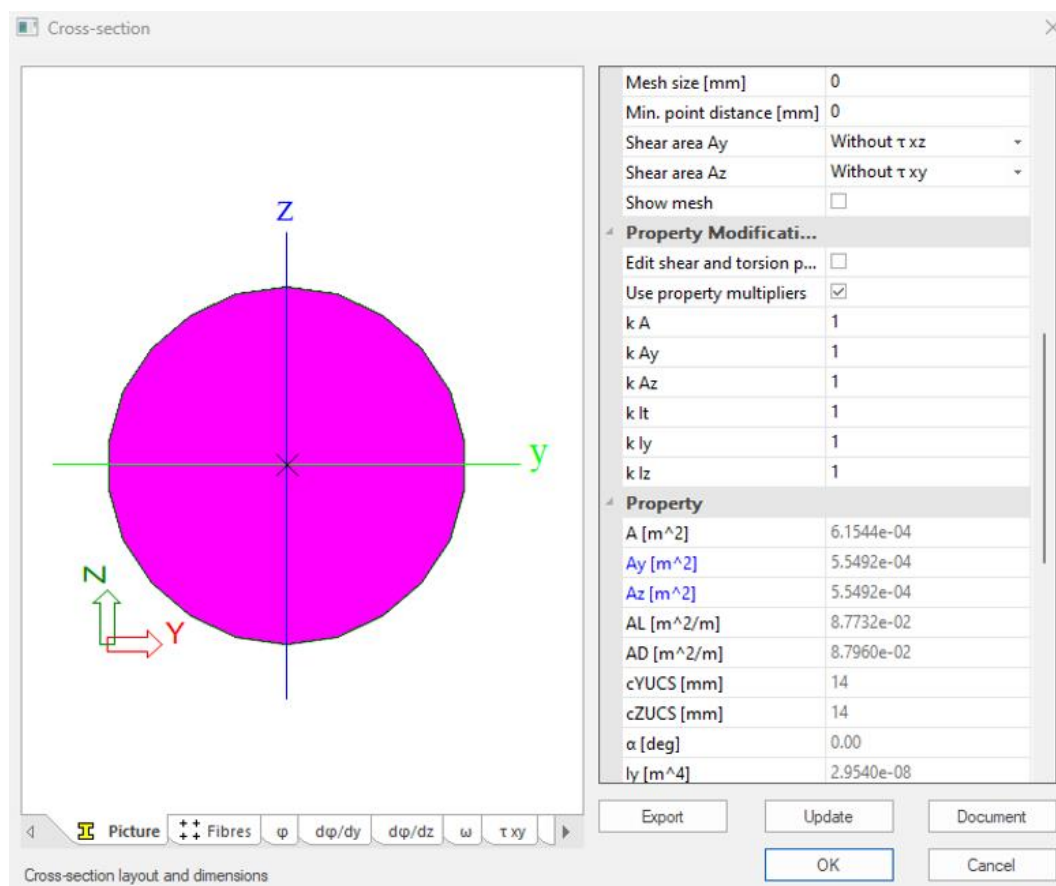 Cross-section
z
y
Z
Y
Picture Fibres φ dφ/dy dφ/dz ω τ xy
Cross-section layout and dimensions
Mesh size [mm] 0
Min. point distance [mm] 0
Shear area Ay Without τ xz
Shear area Az Without τ xy
Show mesh
Property Modificati...
Edit shear and torsion p...
Use property multipliers
k A 1
k Ay 1
k Az 1
k It 1
k Iy 1
k Iz 1
Property
A [m^2] 6.1544e-04
Ay [m^2] 5.5492e-04
Az [m^2] 5.5492e-04
AL [m^2/m] 8.7732e-02
AD [m^2/m] 8.7960e-02
cYUCS [mm] 14
cZUCS [mm] 14
α [deg] 0.00
Iy [m^4] 2.9540e-08
Export Update Document
OK Cancel